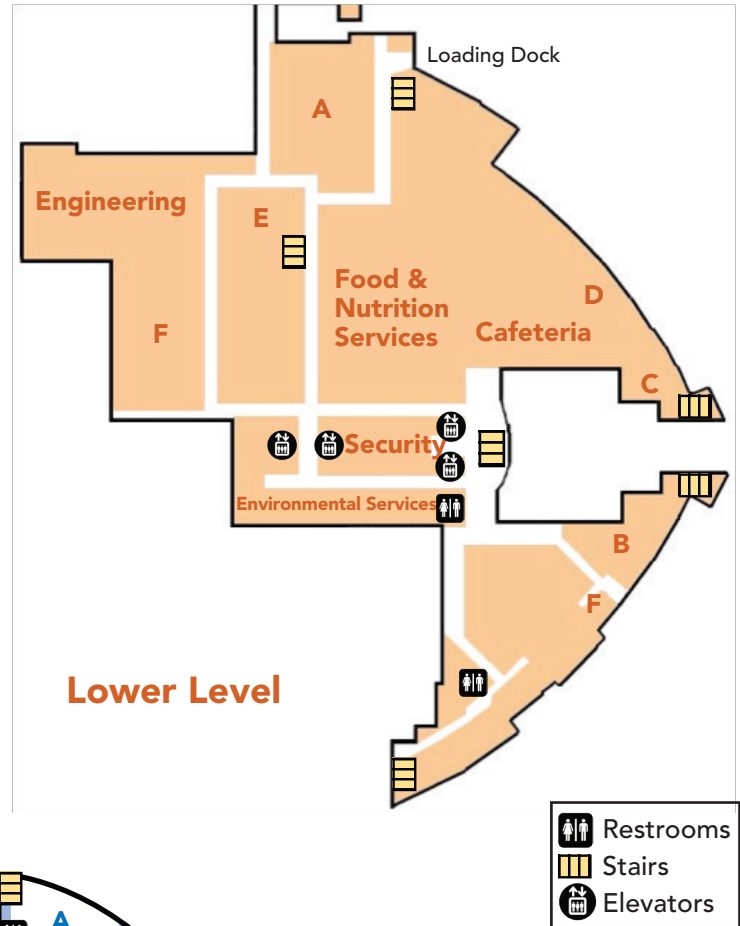 Loading Dock
A
Engineering
E
Food &
Nutrition
Services
D
Cafeteria
F
C
Security
Environmental Services
B
F
Lower Level
Restrooms
Stairs
Elevators
A